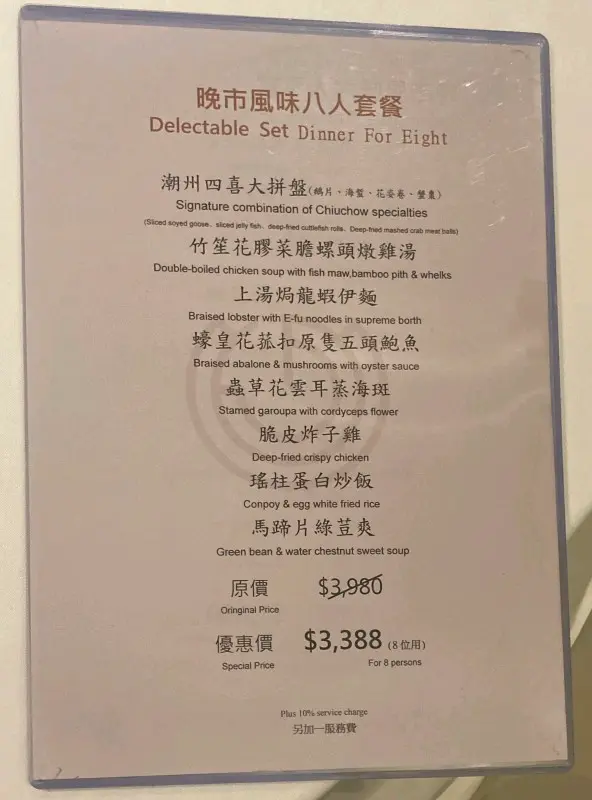 晚市風味八人套餐
Delectable Set Dinner For Eight
潮州四喜大拼盤(鵝片、海蜇、花姿卷、蟹棗)
Signature combination of Chiuchow specialties
(Sliced soyed goose、sliced jelly fish、deep-fried cuttlefish rolls、Deep-fried mashed crab meat balls)
竹笙花膠菜膽螺頭燉雞湯
Double-boiled chicken soup with fish maw,bamboo pith & whelks
上湯焗龍蝦伊麵
Braised lobster with E-fu noodles in supreme borth
蠔皇花菇扣原隻五頭鮑魚
Braised abalone & mushrooms with oyster sauce
蟲草花雲耳蒸海斑
Stamed garoupa with cordyceps flower
脆皮炸子雞
Deep-fried crispy chicken
瑤柱蛋白炒飯
Conpoy & egg white fried rice
馬蹄片綠荳爽
Green bean & water chestnut sweet soup
原價 $3,980
Oringinal Price
優惠價 $3,388 (8位用)
Special Price For 8 persons
Plus 10% service charge
另加一服務費